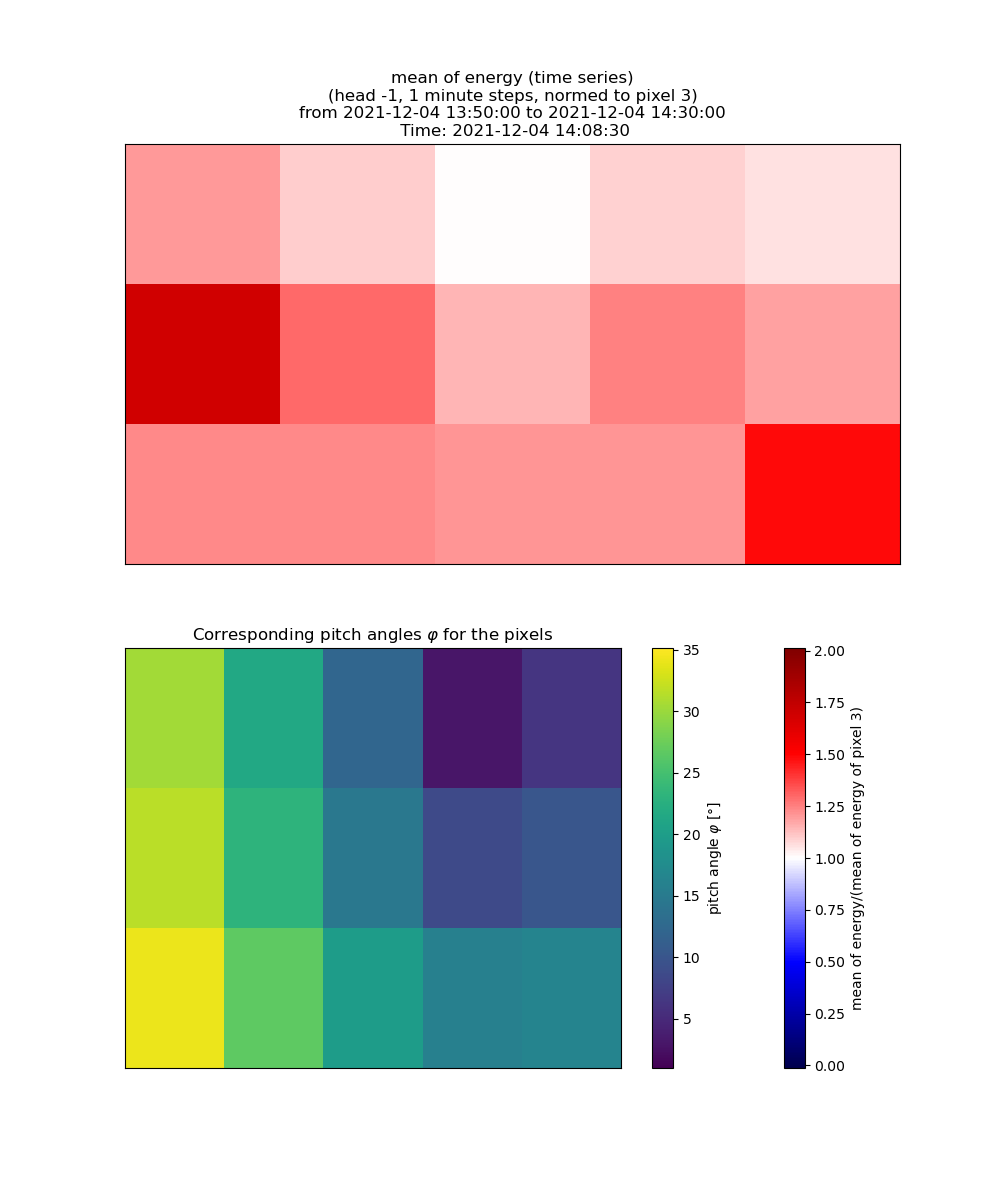 mean of energy (time series)
(head -1, 1 minute steps, normed to pixel 3)
from 2021-12-04 13:50:00 to 2021-12-04 14:30:00
Time: 2021-12-04 14:08:30
Corresponding pitch angles φ for the pixels
35
30
25
20
15
10
5
pitch angle φ [°]
2.00
1.75
1.50
1.25
1.00
0.75
0.50
0.25
0.00
mean of energy/(mean of energy of pixel 3)